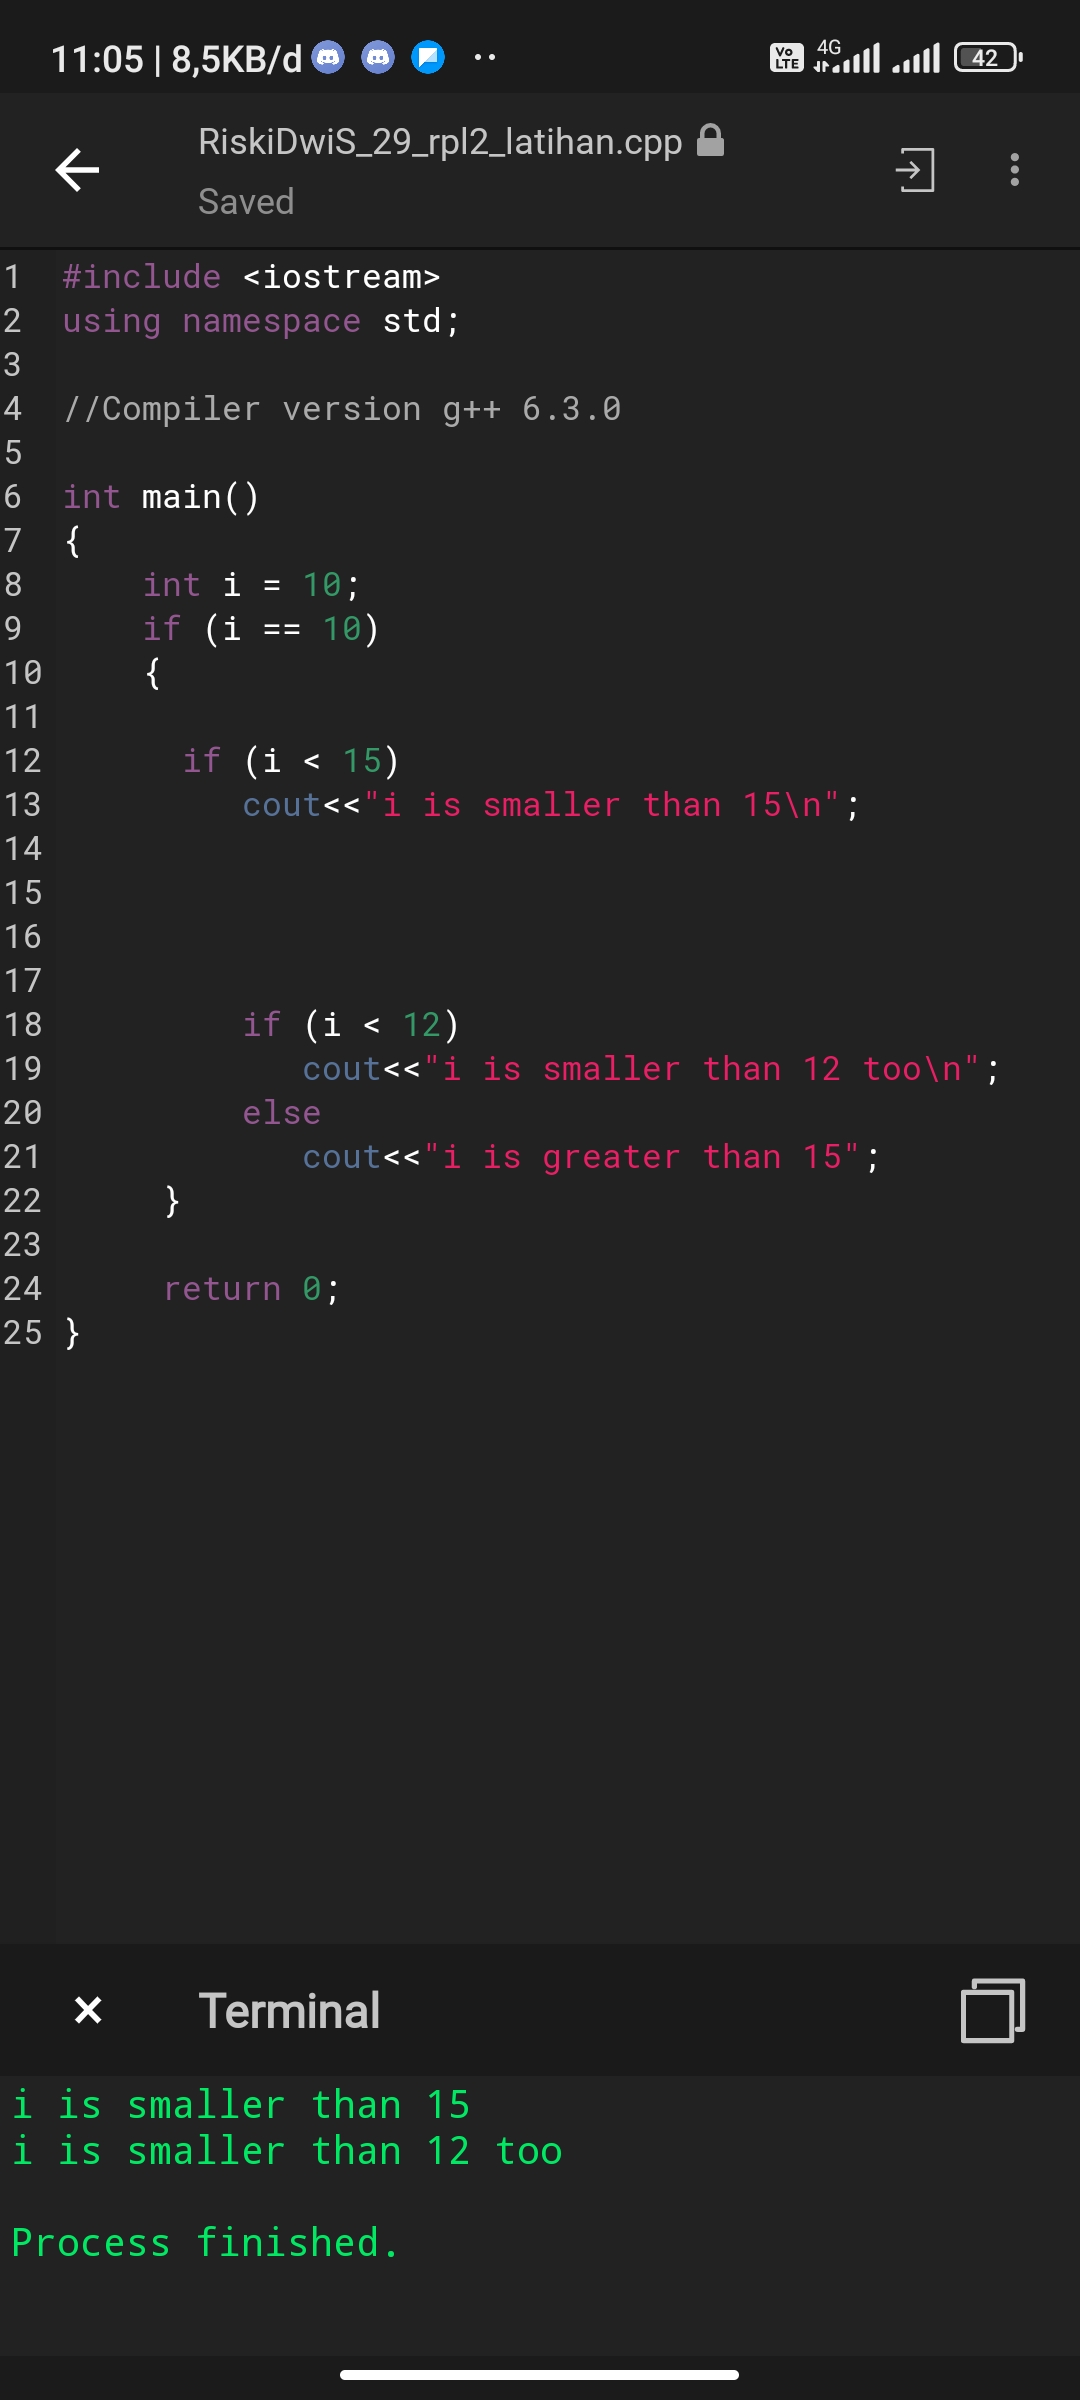 11:05 | 8,5KB/d
Vo LTE 4G 42
RiskiDwiS_29_rpl2_latihan.cpp
Saved
1 #include <iostream>
2 using namespace std;
3
4 //Compiler version g++ 6.3.0
5
6 int main()
7 {
8     int i = 10;
9     if (i == 10)
10     {
11
12       if (i < 15)
13          cout<<"i is smaller than 15\n";
14
15
16
17
18          if (i < 12)
19             cout<<"i is smaller than 12 too\n";
20          else
21             cout<<"i is greater than 15";
22      }
23
24      return 0;
25 }
Terminal
i is smaller than 15
i is smaller than 12 too
Process finished.